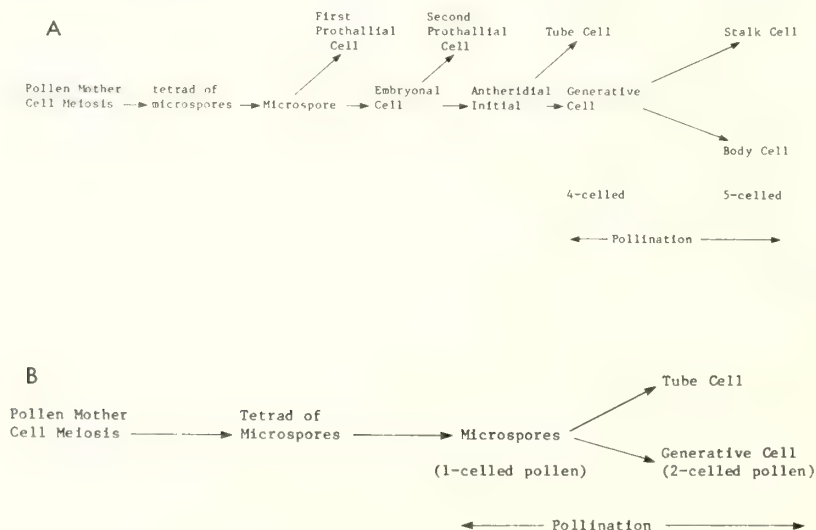 A
First
Prothallial
Cell
Second
Prothallial
Cell
Tube Cell
Stalk Cell
Pollen Mother
Cell Meiosis
tetrad of
microspores
Microspore
Embryonal
Cell
Antheridial
Initial
Generative
Cell
Body Cell
4-celled
5-celled
Pollination
B
Pollen Mother
Cell Meiosis
Tetrad of
Microspores
Microspores
(1-celled pollen)
Tube Cell
Generative Cell
(2-celled pollen)
Pollination